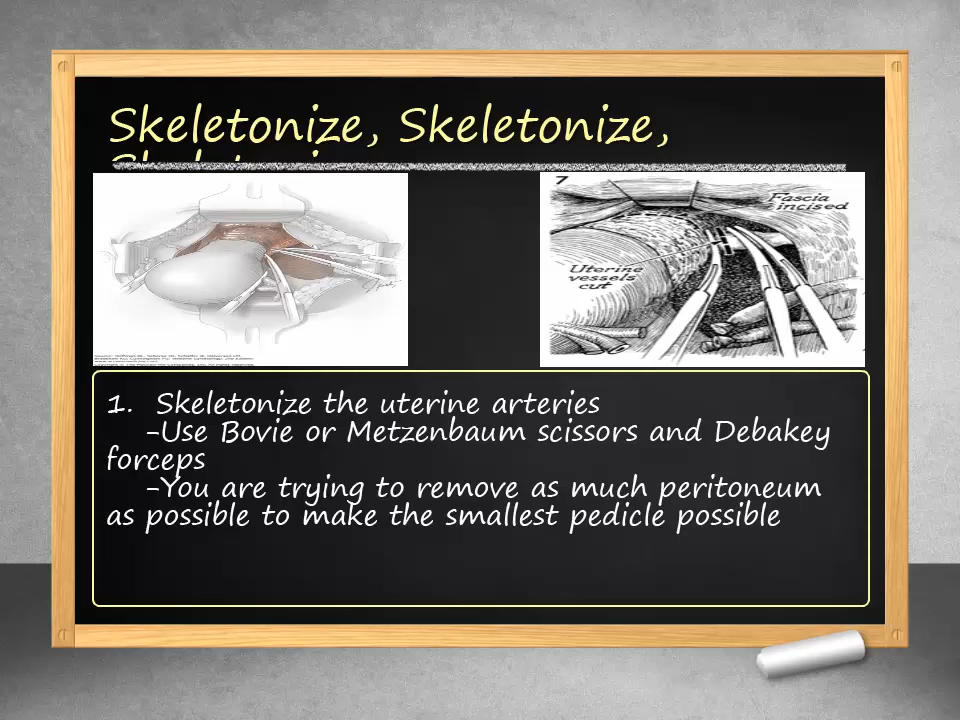 Skeletonize, Skeletonize,
7
Fascia
incised
Uterine
vessels
cut
1. Skeletonize the uterine arteries
-Use Bovie or Metzenbaum scissors and Debakey
forceps
-You are trying to remove as much peritoneum
as possible to make the smallest pedicle possible